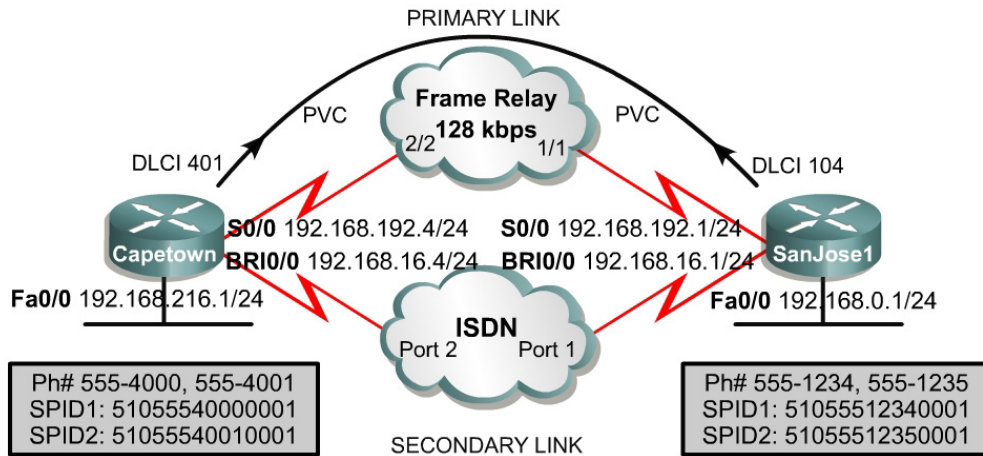 PRIMARY LINK
Frame Relay
128 kbps
PVC
PVC
2/2
1/1
DLCI 401
DLCI 104
S0/0 192.168.192.4/24
S0/0 192.168.192.1/24
Capetown
SanJose1
BRI0/0 192.168.16.4/24
BRI0/0 192.168.16.1/24
Fa0/0 192.168.216.1/24
Fa0/0 192.168.0.1/24
ISDN
Port 2
Port 1
Ph# 555-4000, 555-4001
SPID1: 51055540000001
SPID2: 51055540010001
Ph# 555-1234, 555-1235
SPID1: 51055512340001
SPID2: 51055512350001
SECONDARY LINK